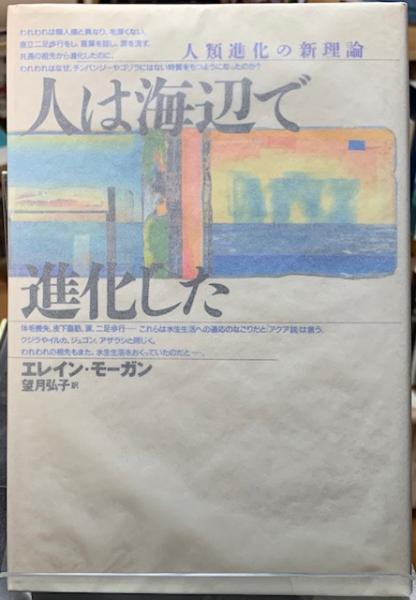 われわれは類人猿と異なり、毛深くない。
直立二足歩行をし、言葉を話し、涙を流す。
共通の祖先から進化したのに、
われわれはなぜ、チンパンジーやゴリラにはない特質をもつようになったのか?
人類進化の新理論
人は海辺で
進化した
体毛喪失、皮下脂肪、涙、二足歩行── これらは水生生活への適応のなごりだと「アクア説」は言う。
クジラやイルカ、ジュゴン、アザラシと同じく、
われわれの祖先もまた、水生生活をおくっていたのだと──。
エレイン・モーガン
望月弘子 訳